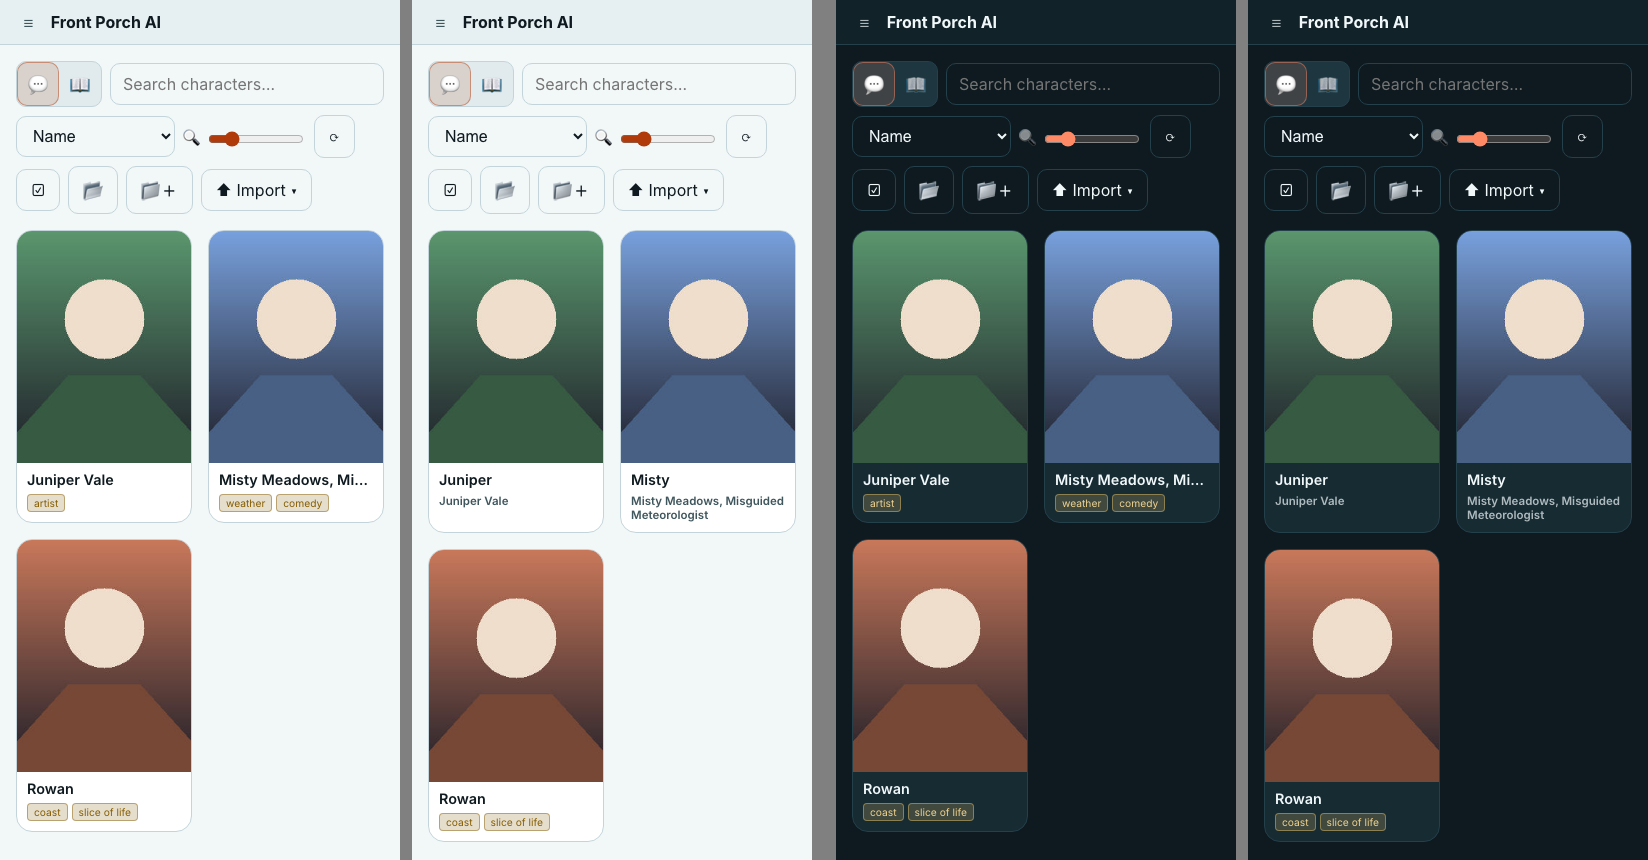 Front Porch AI
Search characters...
Name
Import
Juniper Vale
artist
Misty Meadows, Mi...
weather comedy
Rowan
coast slice of life
Front Porch AI
Search characters...
Name
Import
Juniper
Juniper Vale
Misty
Misty Meadows, Misguided
Meteorologist
Rowan
coast slice of life
Front Porch AI
Search characters...
Name
Import
Juniper Vale
artist
Misty Meadows, Mi...
weather comedy
Rowan
coast slice of life
Front Porch AI
Search characters...
Name
Import
Juniper
Juniper Vale
Misty
Misty Meadows, Misguided
Meteorologist
Rowan
coast slice of life